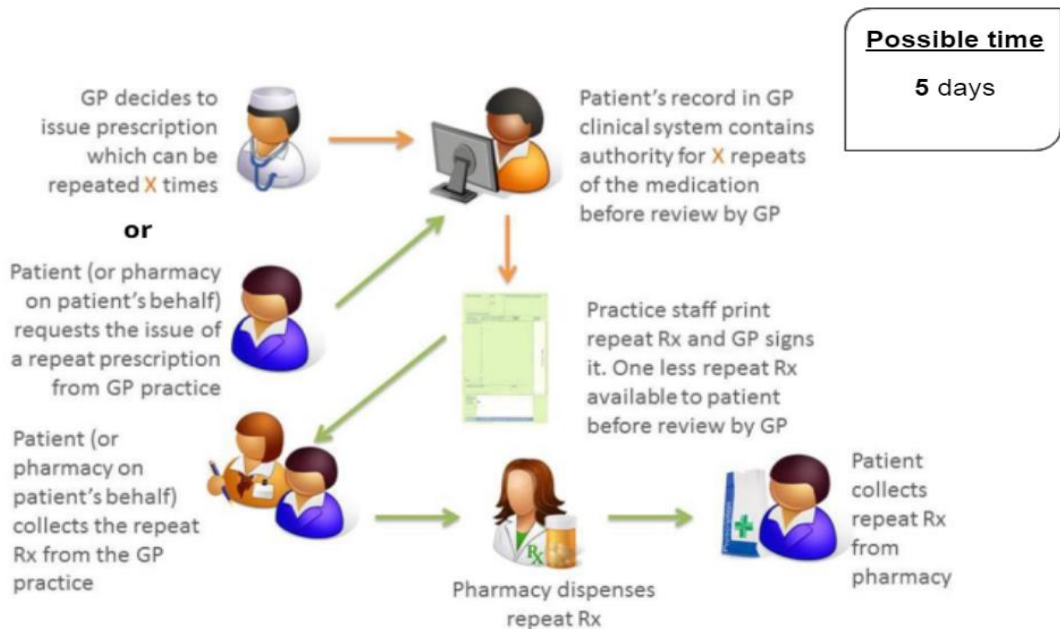 Possible time
5 days
GP decides to
issue prescription
which can be
repeated X times
Patient's record in GP
clinical system contains
authority for X repeats
of the medication
before review by GP
or
Patient (or pharmacy
on patient's behalf)
requests the issue of
a repeat prescription
from GP practice
Practice staff print
repeat Rx and GP signs
it. One less repeat Rx
available to patient
before review by GP
Patient (or
pharmacy on
patient's behalf)
collects the repeat
Rx from the GP
practice
Rx
Pharmacy dispenses
repeat Rx
Patient
collects
repeat Rx
from
pharmacy